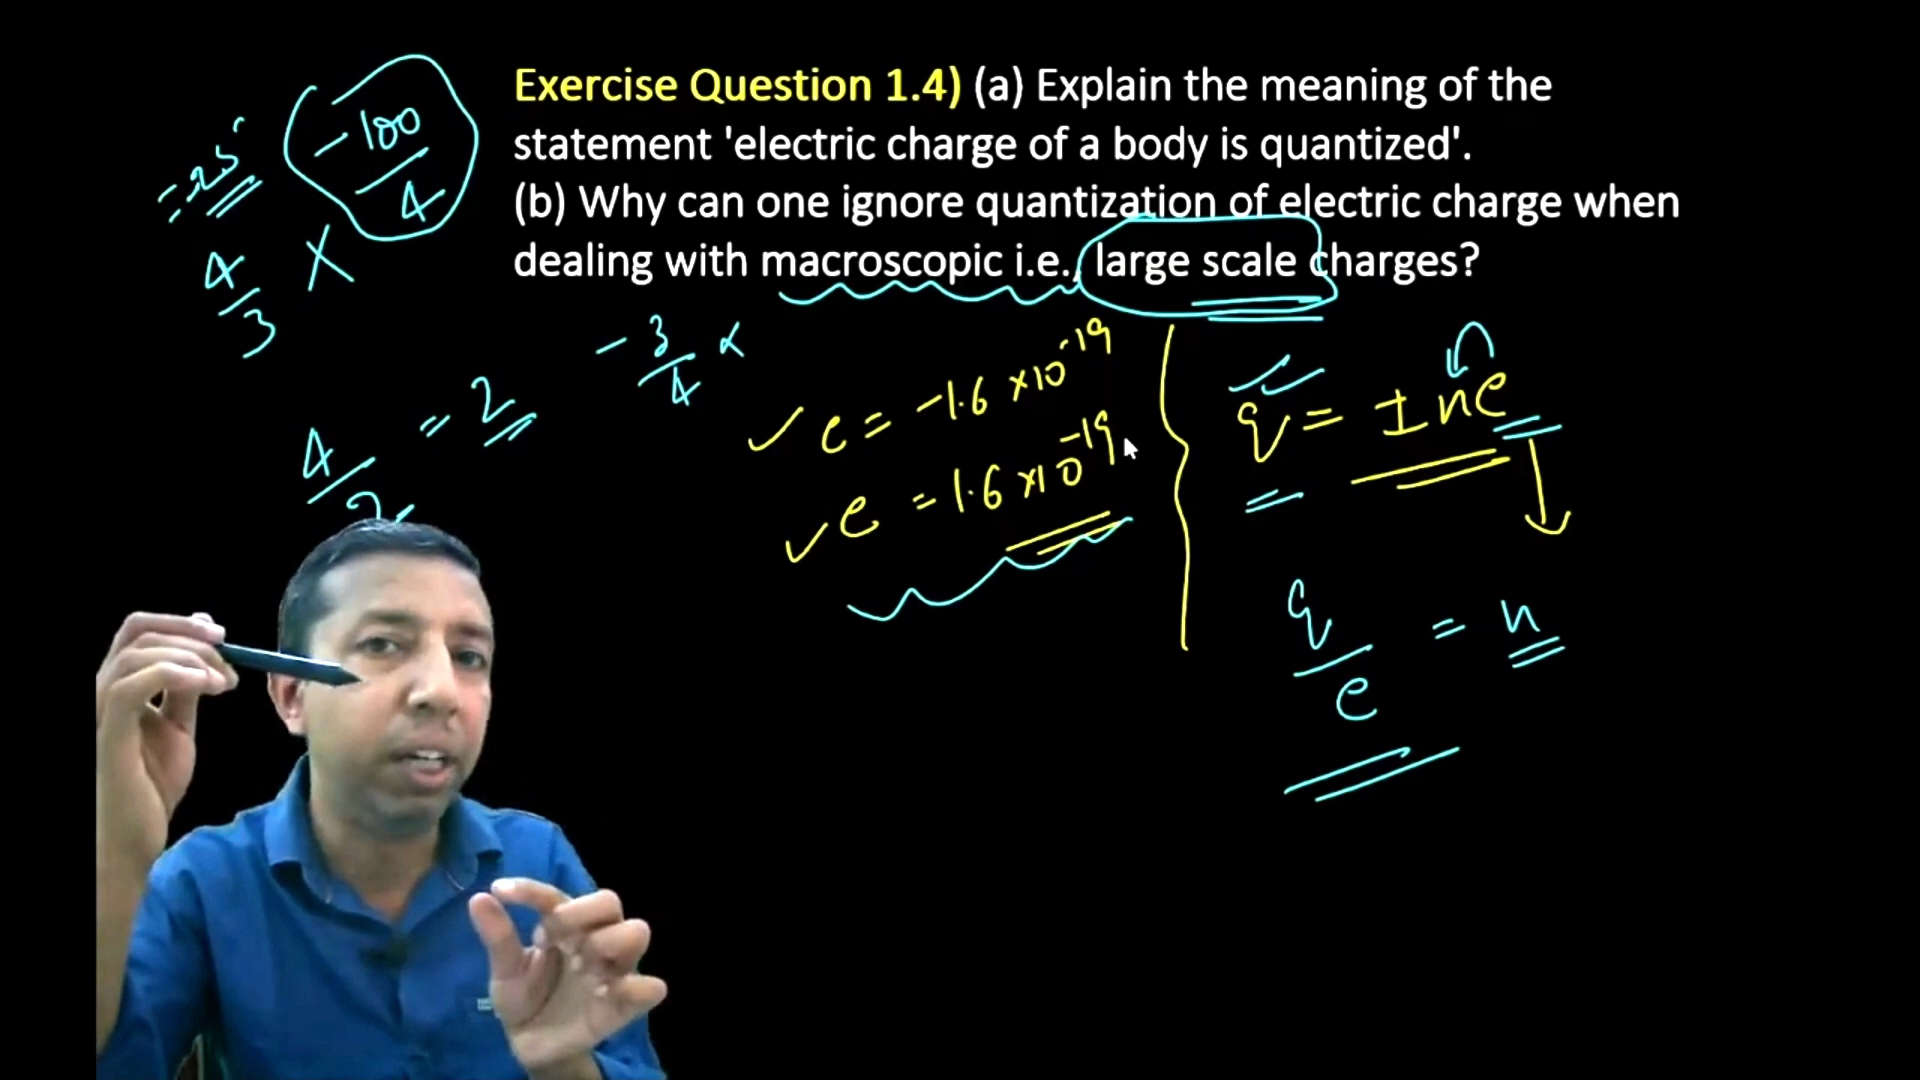 Exercise Question 1.4) (a) Explain the meaning of the
statement 'electric charge of a body is quantized'.
(b) Why can one ignore quantization of electric charge when
dealing with macroscopic i.e., large scale charges?
-100/4
= -25
4/3 X
-3/4
4/2 = 2
e = -1.6 × 10^-19
e = 1.6 × 10^-19
q = ± ne
q/e = n